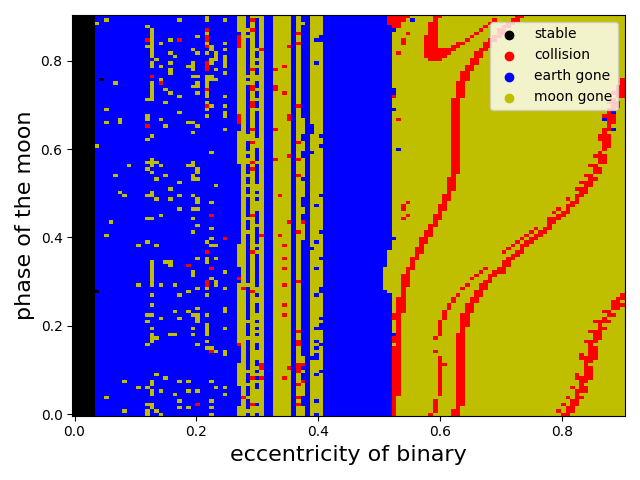 stable
collision
earth gone
moon gone
phase of the moon
0.8
0.6
0.4
0.2
0.0
0.0 0.2 0.4 0.6 0.8
eccentricity of binary